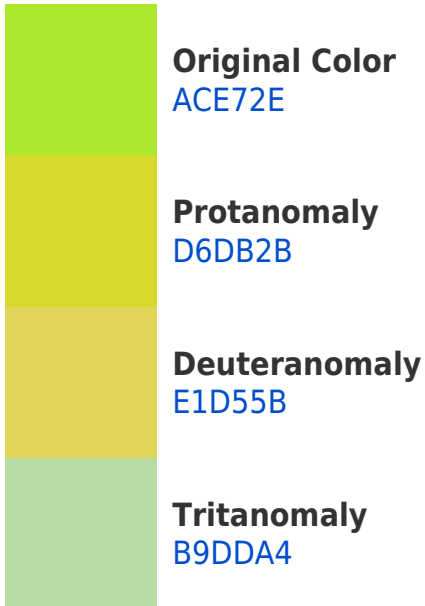 Original Color
ACE72E
Protanomaly
D6DB2B
Deuteranomaly
E1D55B
Tritanomaly
B9DDA4